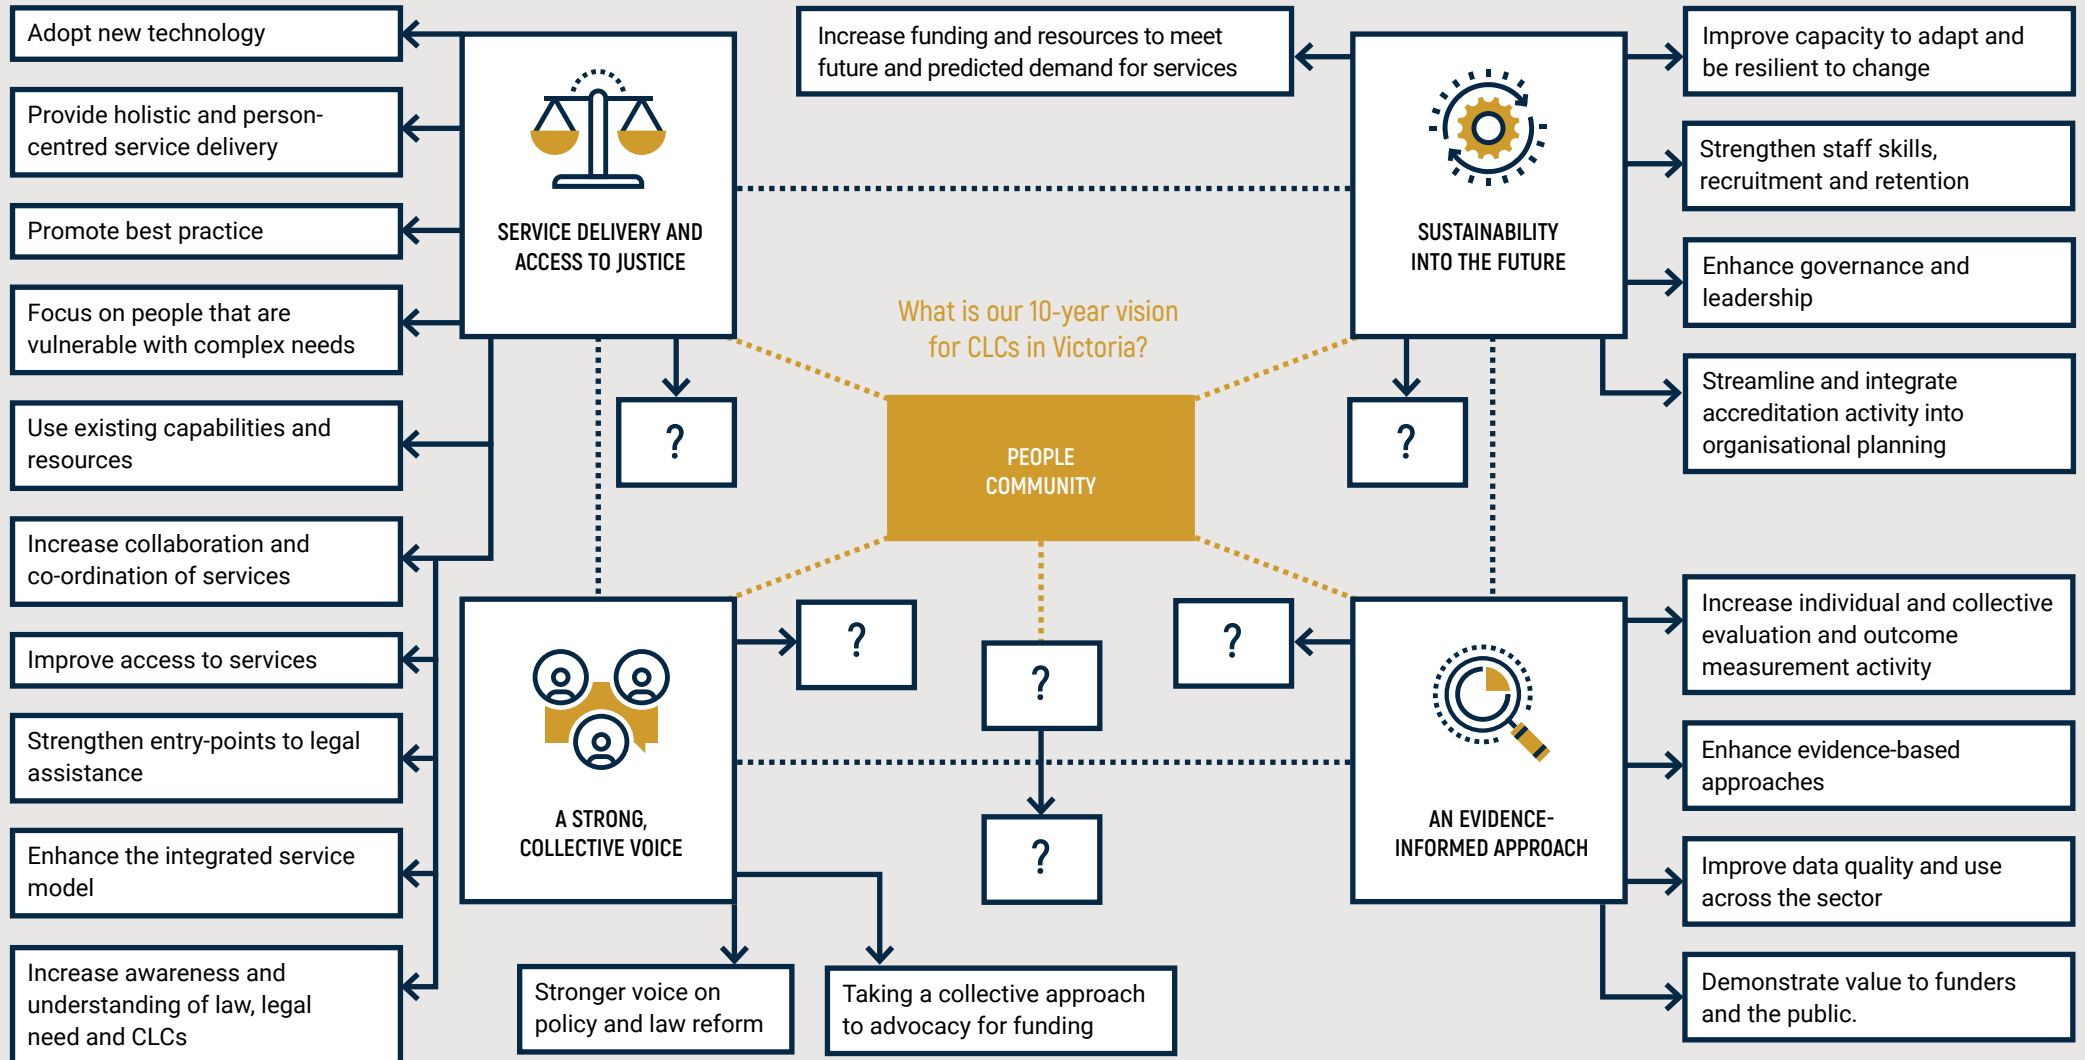 Adopt new technology
Provide holistic and person-
centred service delivery
Promote best practice
Focus on people that are
vulnerable with complex needs
Use existing capabilities and
resources
Increase collaboration and
co-ordination of services
Improve access to services
Strengthen entry-points to legal
assistance
Enhance the integrated service
model
Increase awareness and
understanding of law, legal
need and CLCs
SERVICE DELIVERY AND
ACCESS TO JUSTICE
?
Increase funding and resources to meet
future and predicted demand for services
SUSTAINABILITY
INTO THE FUTURE
?
Improve capacity to adapt and
be resilient to change
Strengthen staff skills,
recruitment and retention
Enhance governance and
leadership
Streamline and integrate
accreditation activity into
organisational planning
What is our 10-year vision
for CLCs in Victoria?
PEOPLE
COMMUNITY
?
?
A STRONG,
COLLECTIVE VOICE
?
Stronger voice on
policy and law reform
Taking a collective approach
to advocacy for funding
?
AN EVIDENCE-
INFORMED APPROACH
Increase individual and collective
evaluation and outcome
measurement activity
Enhance evidence-based
approaches
Improve data quality and use
across the sector
Demonstrate value to funders
and the public.